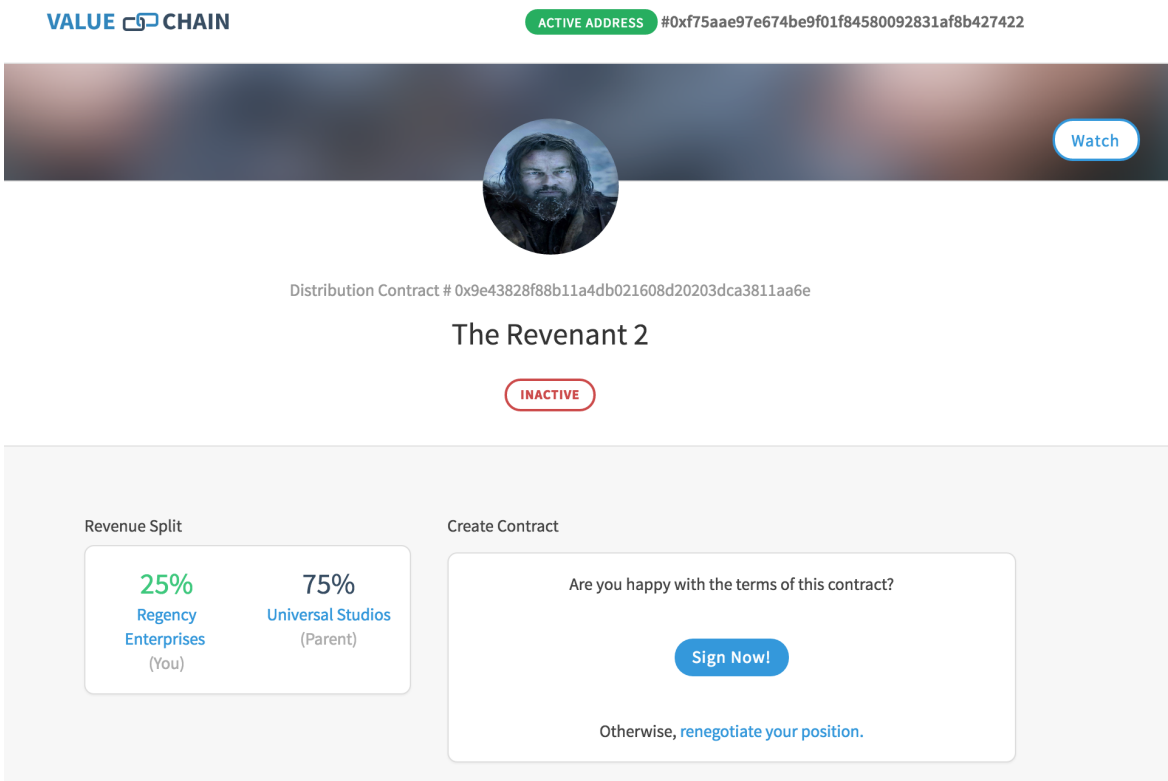 VALUE CHAIN
ACTIVE ADDRESS #0xf75aae97e674be9f01f84580092831af8b427422
Watch
Distribution Contract # 0x9e43828f88b11a4db021608d20203dca3811aa6e
The Revenant 2
INACTIVE
Revenue Split
25%
Regency
Enterprises
(You)
75%
Universal Studios
(Parent)
Create Contract
Are you happy with the terms of this contract?
Sign Now!
Otherwise, renegotiate your position.